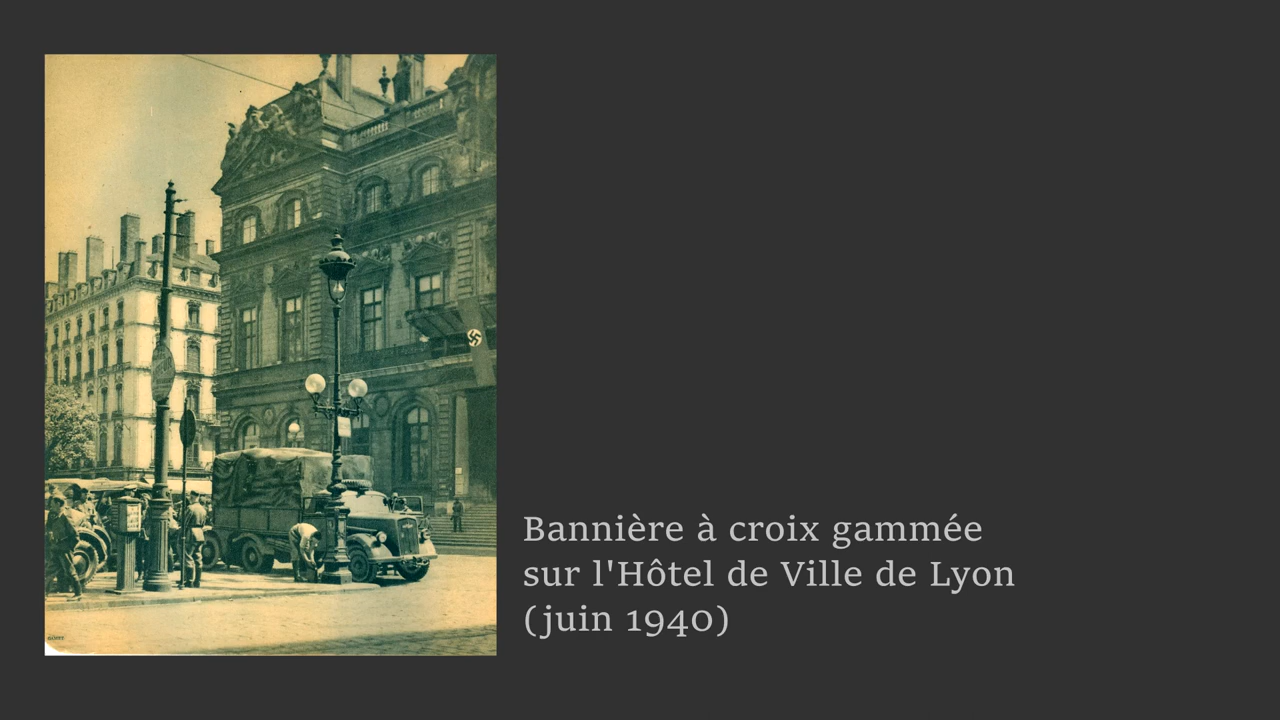 Bannière à croix gammée
sur l'Hôtel de Ville de Lyon
(juin 1940)